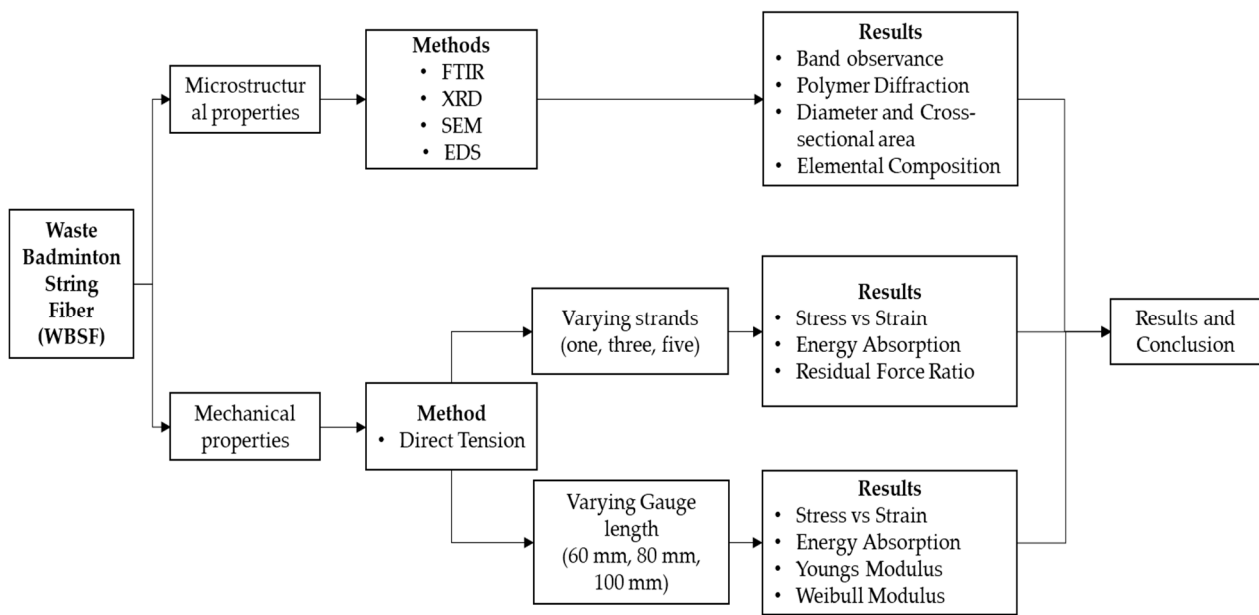 Waste
Badminton
String
Fiber
(WBSF)
Microstructur
al properties
Methods
• FTIR
• XRD
• SEM
• EDS
Results
• Band observance
• Polymer Diffraction
• Diameter and Cross-
sectional area
• Elemental Composition
Mechanical
properties
Method
• Direct Tension
Varying strands
(one, three, five)
Results
• Stress vs Strain
• Energy Absorption
• Residual Force Ratio
Varying Gauge
length
(60 mm, 80 mm,
100 mm)
Results
• Stress vs Strain
• Energy Absorption
• Youngs Modulus
• Weibull Modulus
Results and
Conclusion